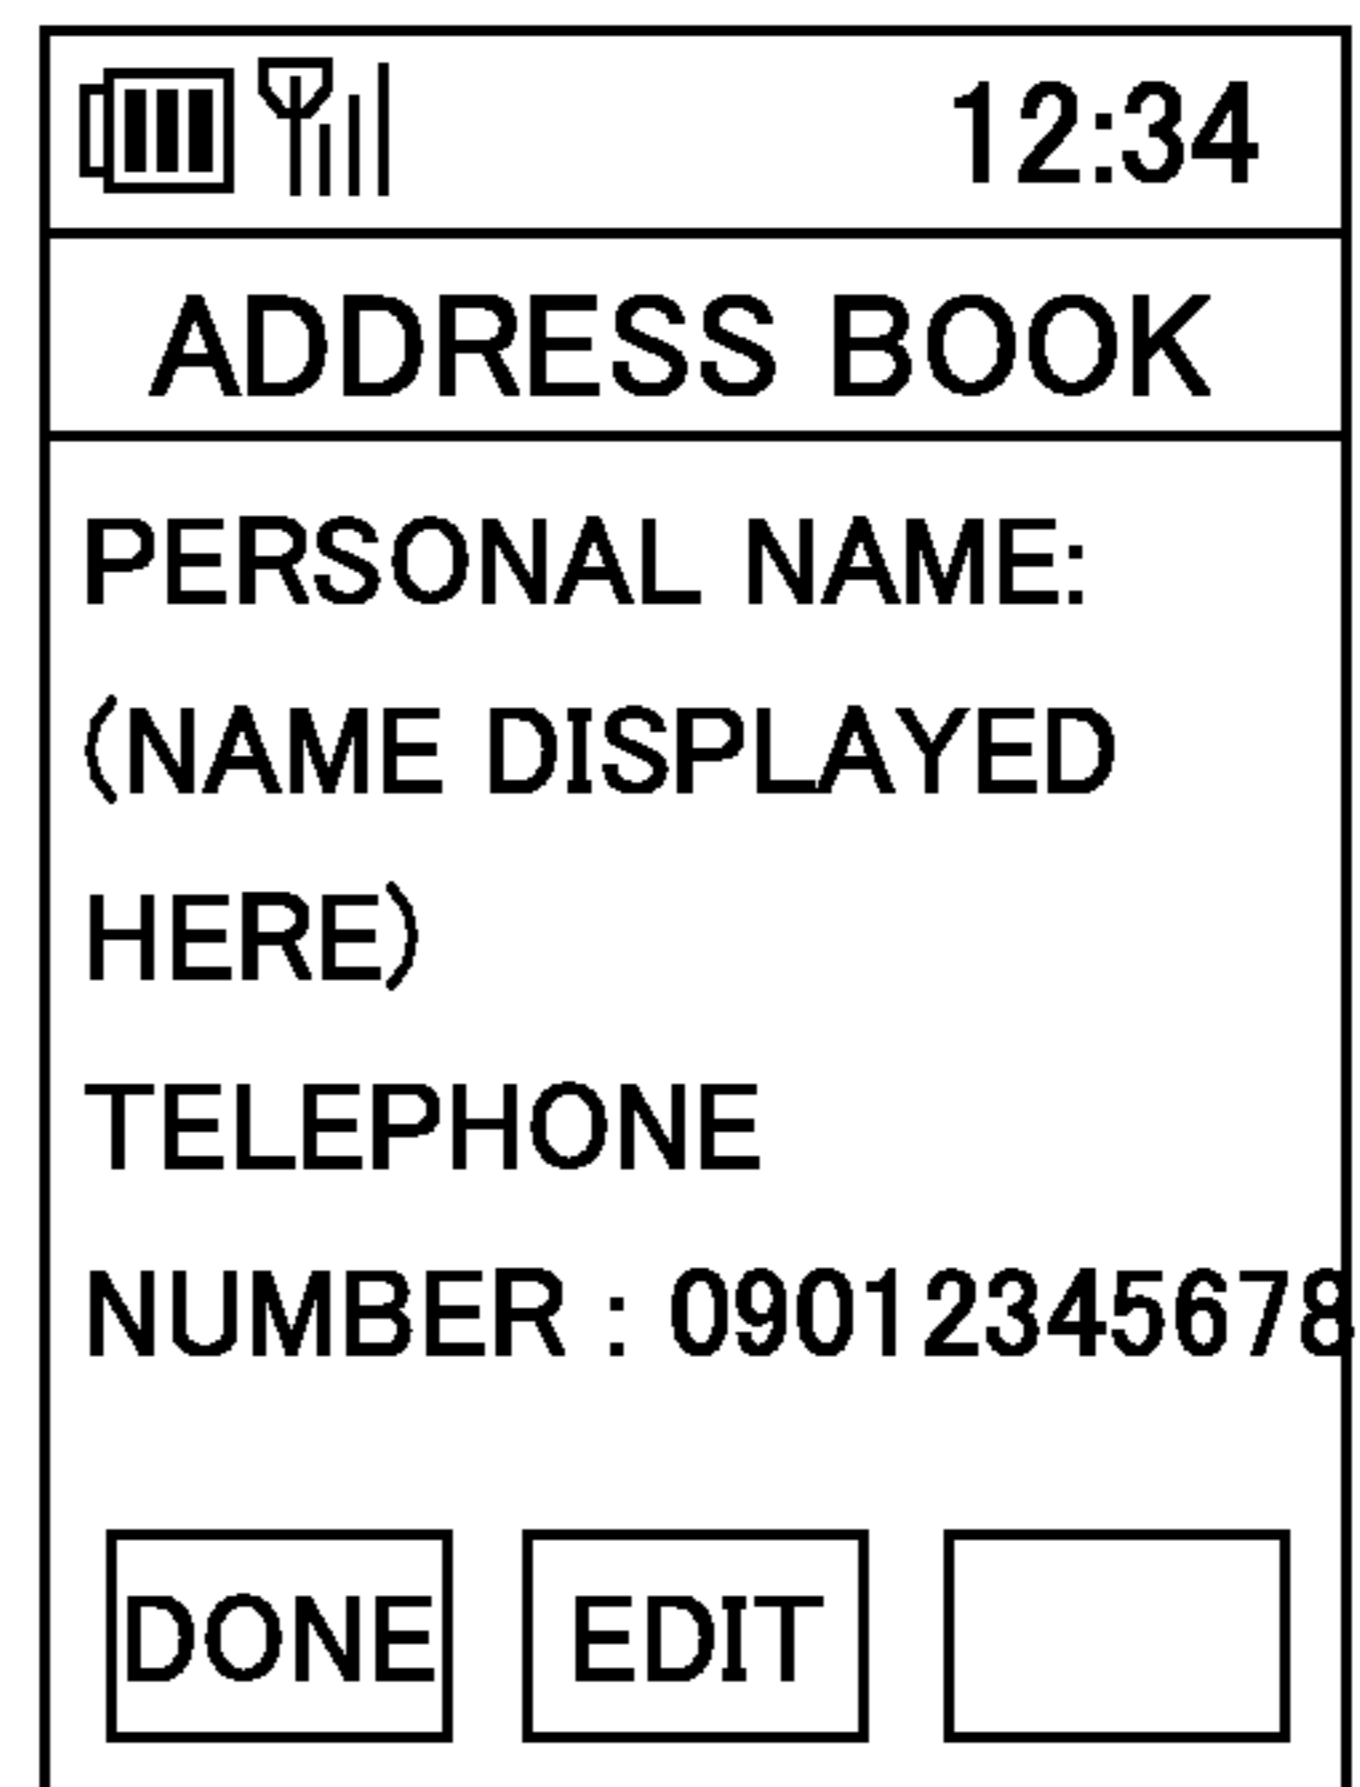 12:34
ADDRESS BOOK
PERSONAL NAME:
(NAME DISPLAYED
HERE)
TELEPHONE
NUMBER : 09012345678
DONE EDIT